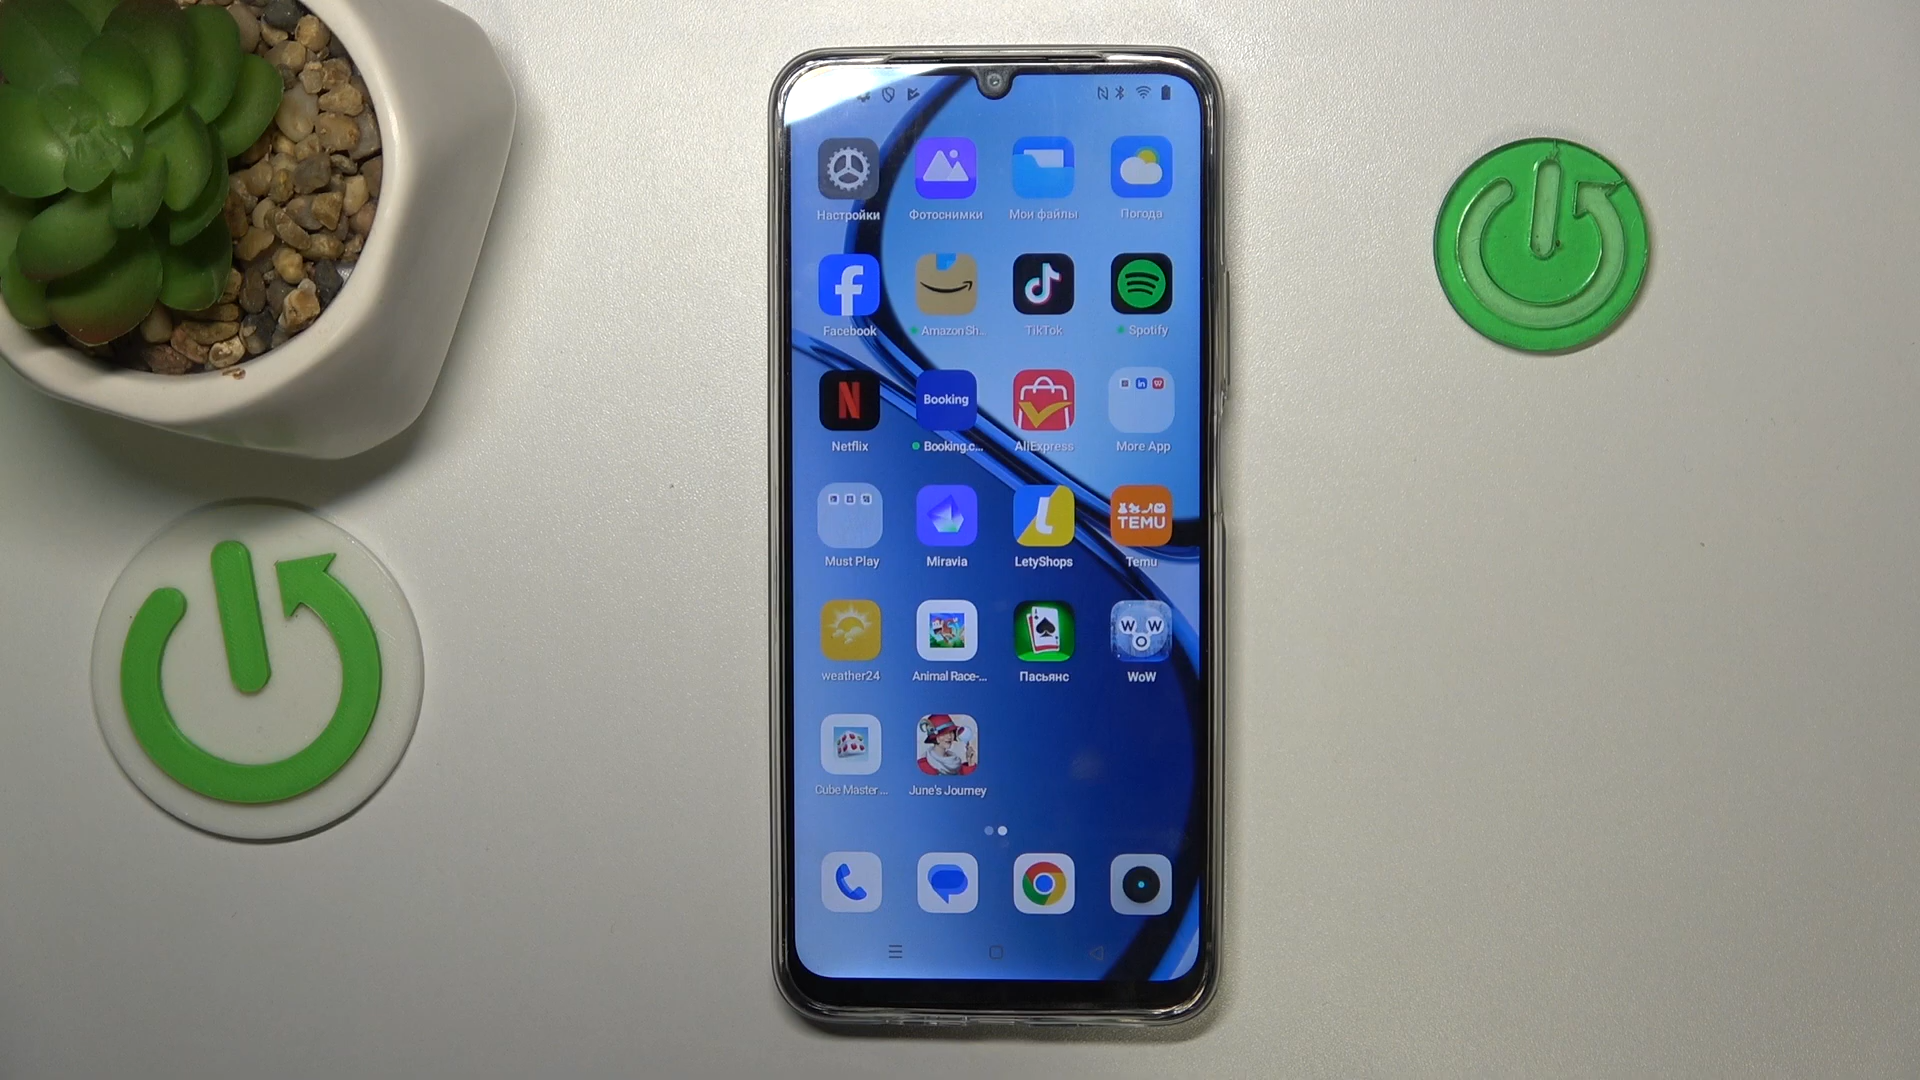 Настройки Фотоснимки Мои файлы Погода
Facebook Amazon Sh... TikTok Spotify
N Booking
Netflix Booking.c... AliExpress More App
in
TEMU
Must Play Miravia LetyShops Temu
W W O
weather24 Animal Race-... Пасьянс WoW
Cube Master ... June's Journey